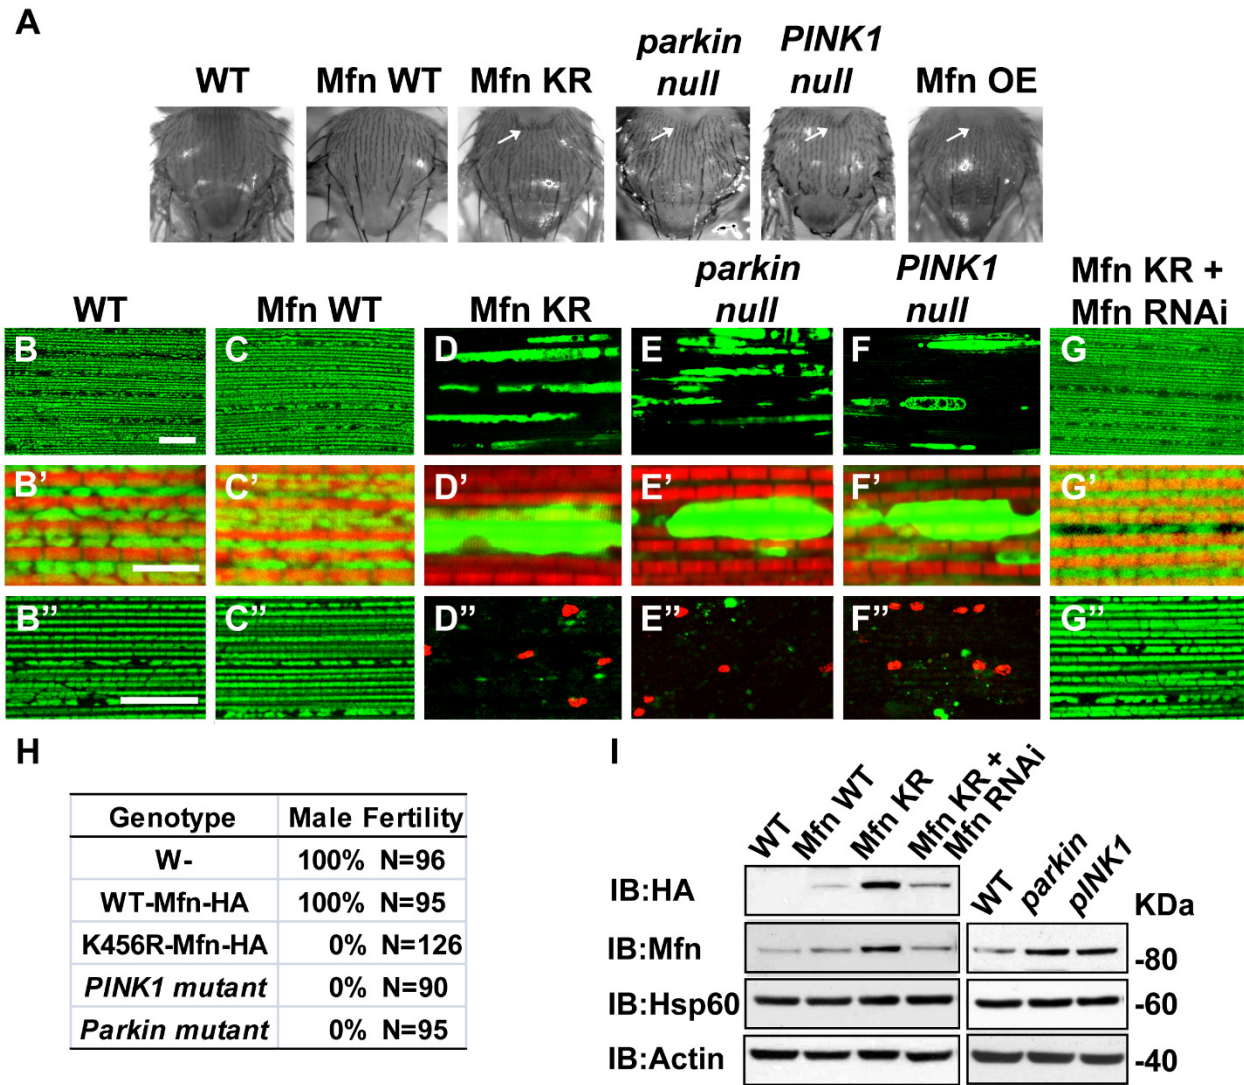 A
WT
Mfn WT
Mfn KR
parkin
null
PINK1
null
Mfn OE
WT
Mfn WT
Mfn KR
parkin
null
PINK1
null
Mfn KR +
Mfn RNAi
B
C
D
E
F
G
B'
C'
D'
E'
F'
G'
B''
C''
D''
E''
F''
G''
H
Genotype Male Fertility
W- 100% N=96
WT-Mfn-HA 100% N=95
K456R-Mfn-HA 0% N=126
PINK1 mutant 0% N=90
Parkin mutant 0% N=95
I
WT
Mfn WT
Mfn KR
Mfn KR +
Mfn RNAi
WT
parkin
pINK1
KDa
IB:HA
IB:Mfn
-80
IB:Hsp60
-60
IB:Actin
-40